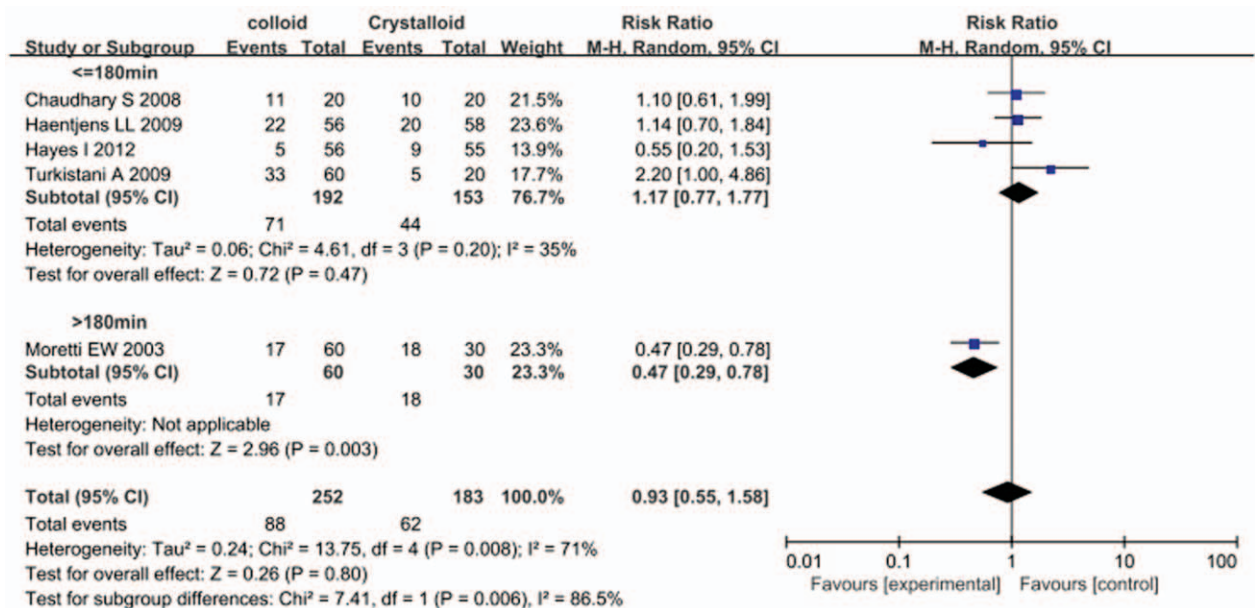 colloid Crystalloid Risk Ratio Risk Ratio
Study or Subgroup Events Total Events Total Weight M-H, Random, 95% CI M-H, Random, 95% CI
<=180min
Chaudhary S 2008 11 20 10 20 21.5% 1.10 [0.61, 1.99]
Haentjens LL 2009 22 56 20 58 23.6% 1.14 [0.70, 1.84]
Hayes I 2012 5 56 9 55 13.9% 0.55 [0.20, 1.53]
Turkistani A 2009 33 60 5 20 17.7% 2.20 [1.00, 4.86]
Subtotal (95% CI) 192 153 76.7% 1.17 [0.77, 1.77]
Total events 71 44
Heterogeneity: Tau² = 0.06; Chi² = 4.61, df = 3 (P = 0.20); I² = 35%
Test for overall effect: Z = 0.72 (P = 0.47)
>180min
Moretti EW 2003 17 60 18 30 23.3% 0.47 [0.29, 0.78]
Subtotal (95% CI) 60 30 23.3% 0.47 [0.29, 0.78]
Total events 17 18
Heterogeneity: Not applicable
Test for overall effect: Z = 2.96 (P = 0.003)
Total (95% CI) 252 183 100.0% 0.93 [0.55, 1.58]
Total events 88 62
Heterogeneity: Tau² = 0.24; Chi² = 13.75, df = 4 (P = 0.008); I² = 71%
Test for overall effect: Z = 0.26 (P = 0.80)
Test for subgroup differences: Chi² = 7.41, df = 1 (P = 0.006), I² = 86.5%
0.01 0.1 1 10 100
Favours [experimental] Favours [control]